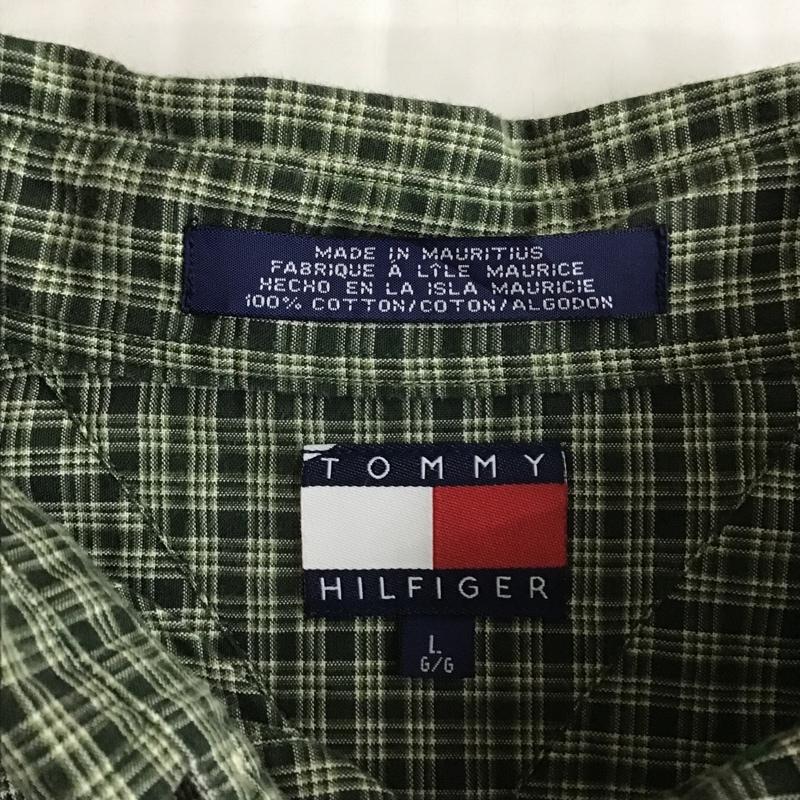 MADE IN MAURITIUS
FABRIQUE À L'ÎLE MAURICE
HECHO EN LA ISLA MAURICIE
100% COTTON/COTON/ALGODON
TOMMY
HILFIGER
L
G/G